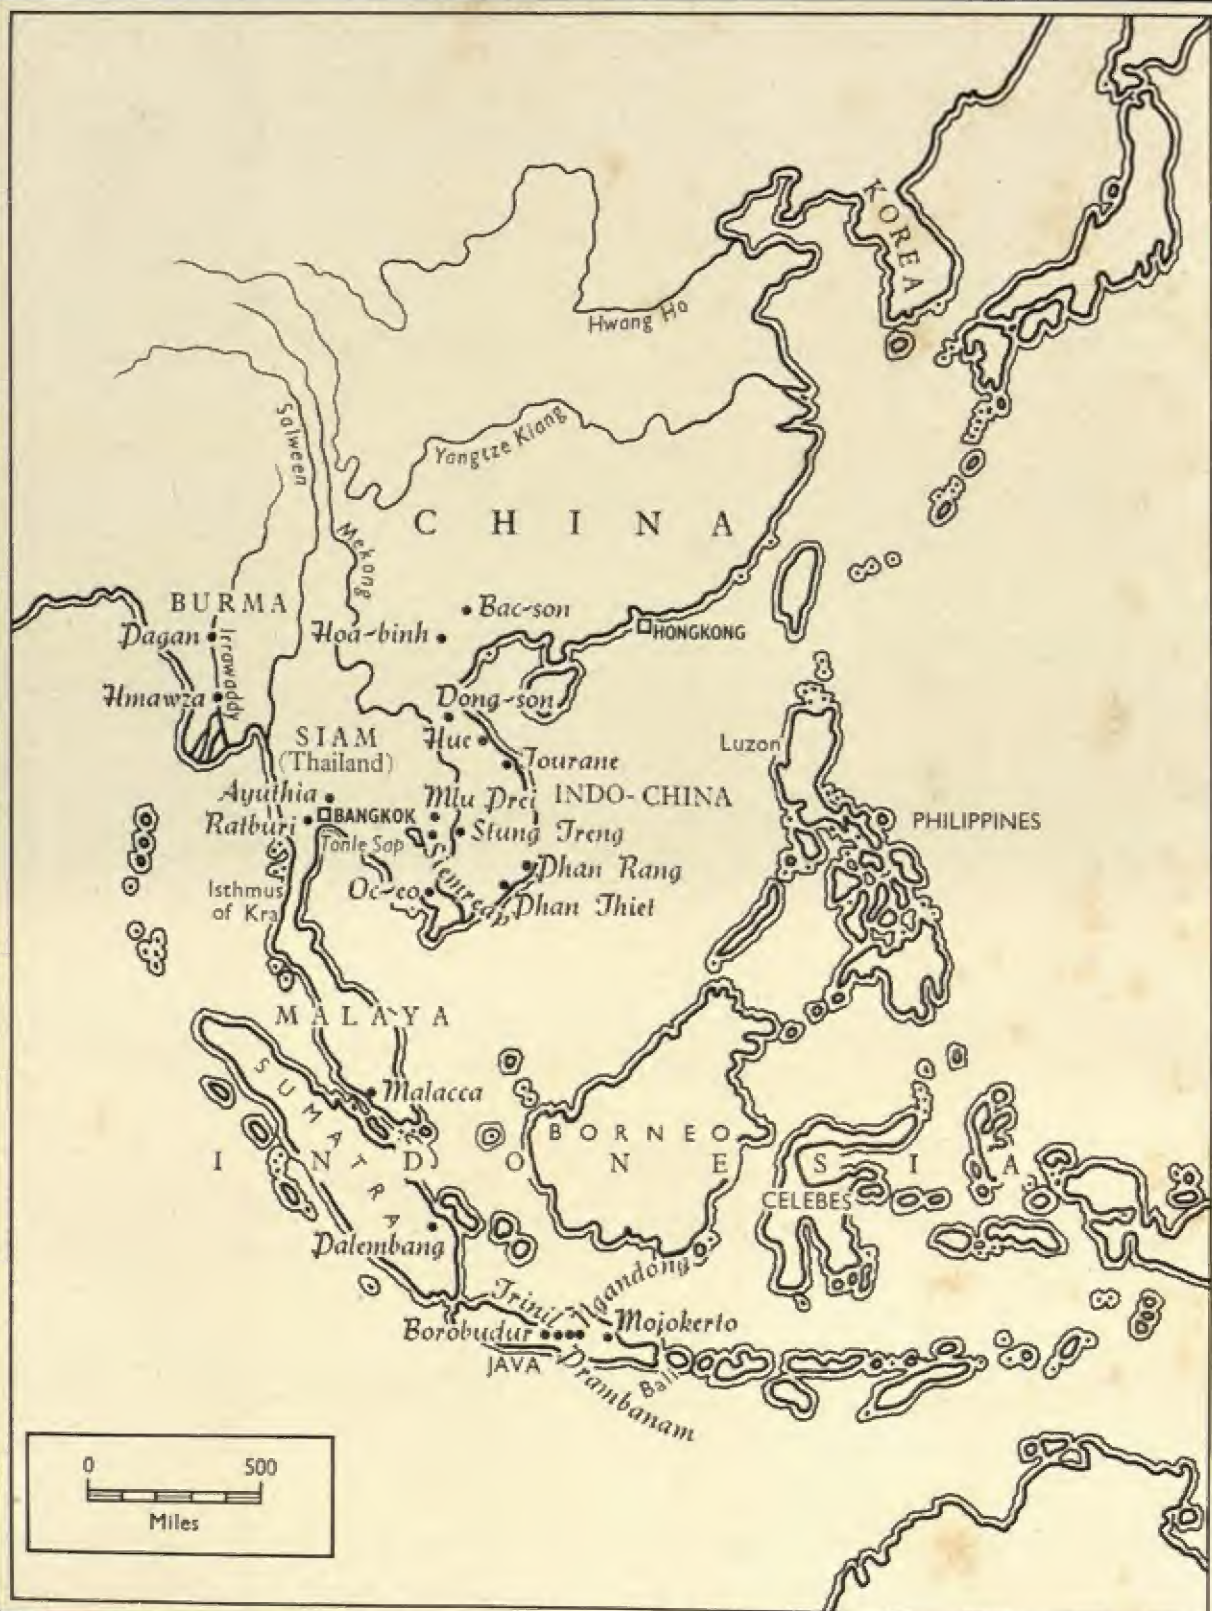 KOREA
Hwang Ho
Salween
Yangtze Kiang
CHINA
Mekong
BURMA
Bac-son
Pagan
Irrawaddy
Hoa-binh
HONGKONG
Hmawza
Dong-son
SIAM
(Thailand)
Hue
Luzon
Tourane
Ayuthia
Mlu Prei
INDO-CHINA
Ratburi
BANGKOK
PHILIPPINES
Tonle Sap
Stung Treng
Siemreap
Phan Rang
Isthmus
of Kra
Oc-eo
Phan Thiet
MALAYA
SUMATRA
Malacca
BORNEO
INDONESIA
CELEBES
Palembang
Trinil
Ngandong
Borobudur
Mojokerto
JAVA
Prambanam
Bali
0 500
Miles